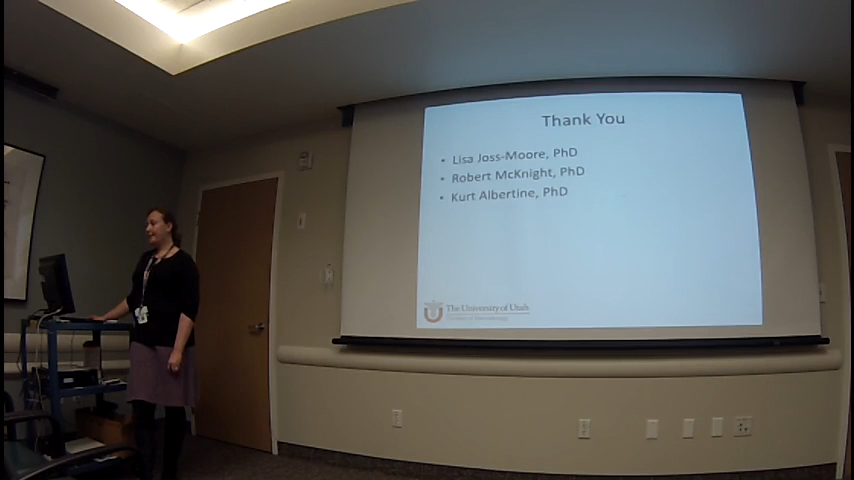 Thank You
• Lisa Joss-Moore, PhD
• Robert McKnight, PhD
• Kurt Albertine, PhD
The University of Utah